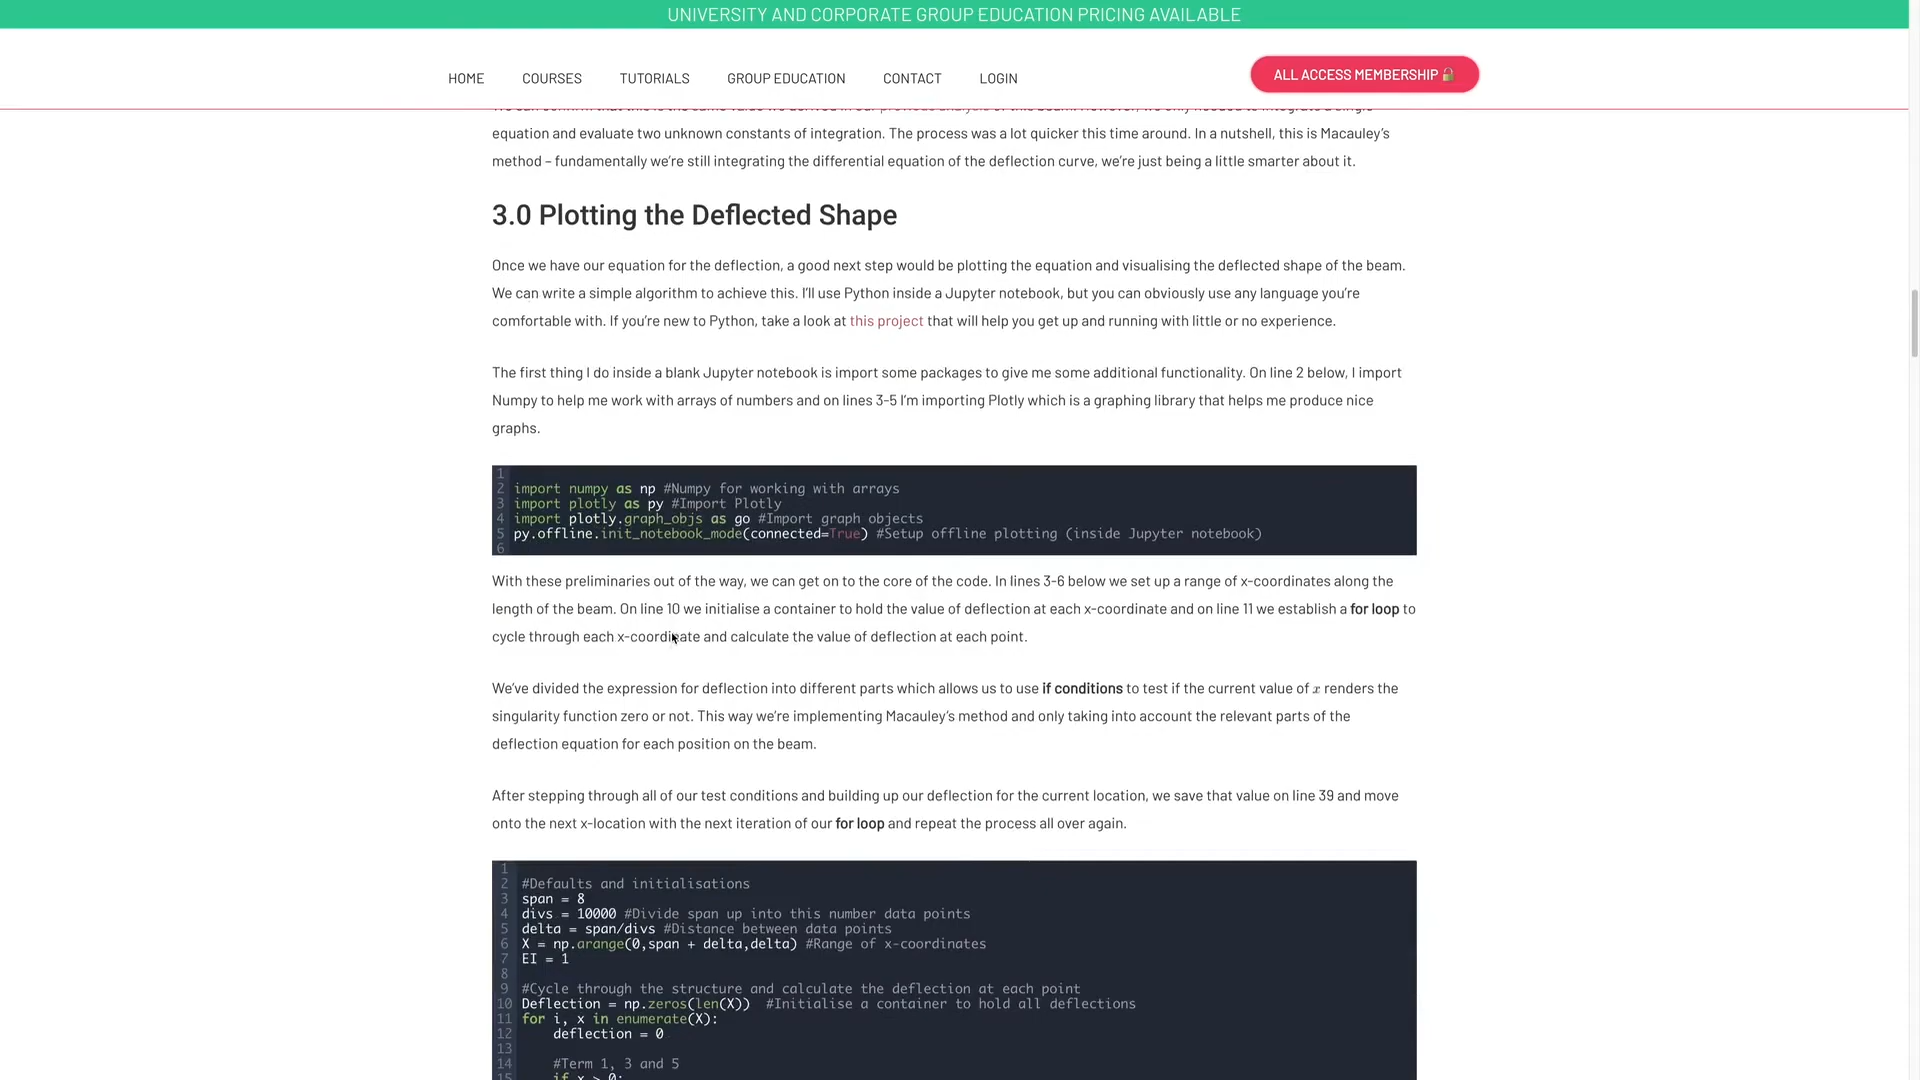 UNIVERSITY AND CORPORATE GROUP EDUCATION PRICING AVAILABLE
HOME COURSES TUTORIALS GROUP EDUCATION CONTACT LOGIN ALL ACCESS MEMBERSHIP
equation and evaluate two unknown constants of integration. The process was a lot quicker this time around. In a nutshell, this is Macauley’s
method – fundamentally we’re still integrating the differential equation of the deflection curve, we’re just being a little smarter about it.
3.0 Plotting the Deflected Shape
Once we have our equation for the deflection, a good next step would be plotting the equation and visualising the deflected shape of the beam.
We can write a simple algorithm to achieve this. I’ll use Python inside a Jupyter notebook, but you can obviously use any language you’re
comfortable with. If you’re new to Python, take a look at this project that will help you get up and running with little or no experience.
The first thing I do inside a blank Jupyter notebook is import some packages to give me some additional functionality. On line 2 below, I import
Numpy to help me work with arrays of numbers and on lines 3-5 I’m importing Plotly which is a graphing library that helps me produce nice
graphs.
1
2 import numpy as np #Numpy for working with arrays
3 import plotly as py #Import Plotly
4 import plotly.graph_objs as go #Import graph objects
5 py.offline.init_notebook_mode(connected=True) #Setup offline plotting (inside Jupyter notebook)
6
With these preliminaries out of the way, we can get on to the core of the code. In lines 3-6 below we set up a range of x-coordinates along the
length of the beam. On line 10 we initialise a container to hold the value of deflection at each x-coordinate and on line 11 we establish a for loop to
cycle through each x-coordinate and calculate the value of deflection at each point.
We’ve divided the expression for deflection into different parts which allows us to use if conditions to test if the current value of x renders the
singularity function zero or not. This way we’re implementing Macauley’s method and only taking into account the relevant parts of the
deflection equation for each position on the beam.
After stepping through all of our test conditions and building up our deflection for the current location, we save that value on line 39 and move
onto the next x-location with the next iteration of our for loop and repeat the process all over again.
1
2 #Defaults and initialisations
3 span = 8
4 divs = 10000 #Divide span up into this number data points
5 delta = span/divs #Distance between data points
6 X = np.arange(0,span + delta,delta) #Range of x-coordinates
7 EI = 1
8
9 #Cycle through the structure and calculate the deflection at each point
10 Deflection = np.zeros(len(X)) #Initialise a container to hold all deflections
11 for i, x in enumerate(X):
12 deflection = 0
13
14 #Term 1, 3 and 5
15 if x > 0: